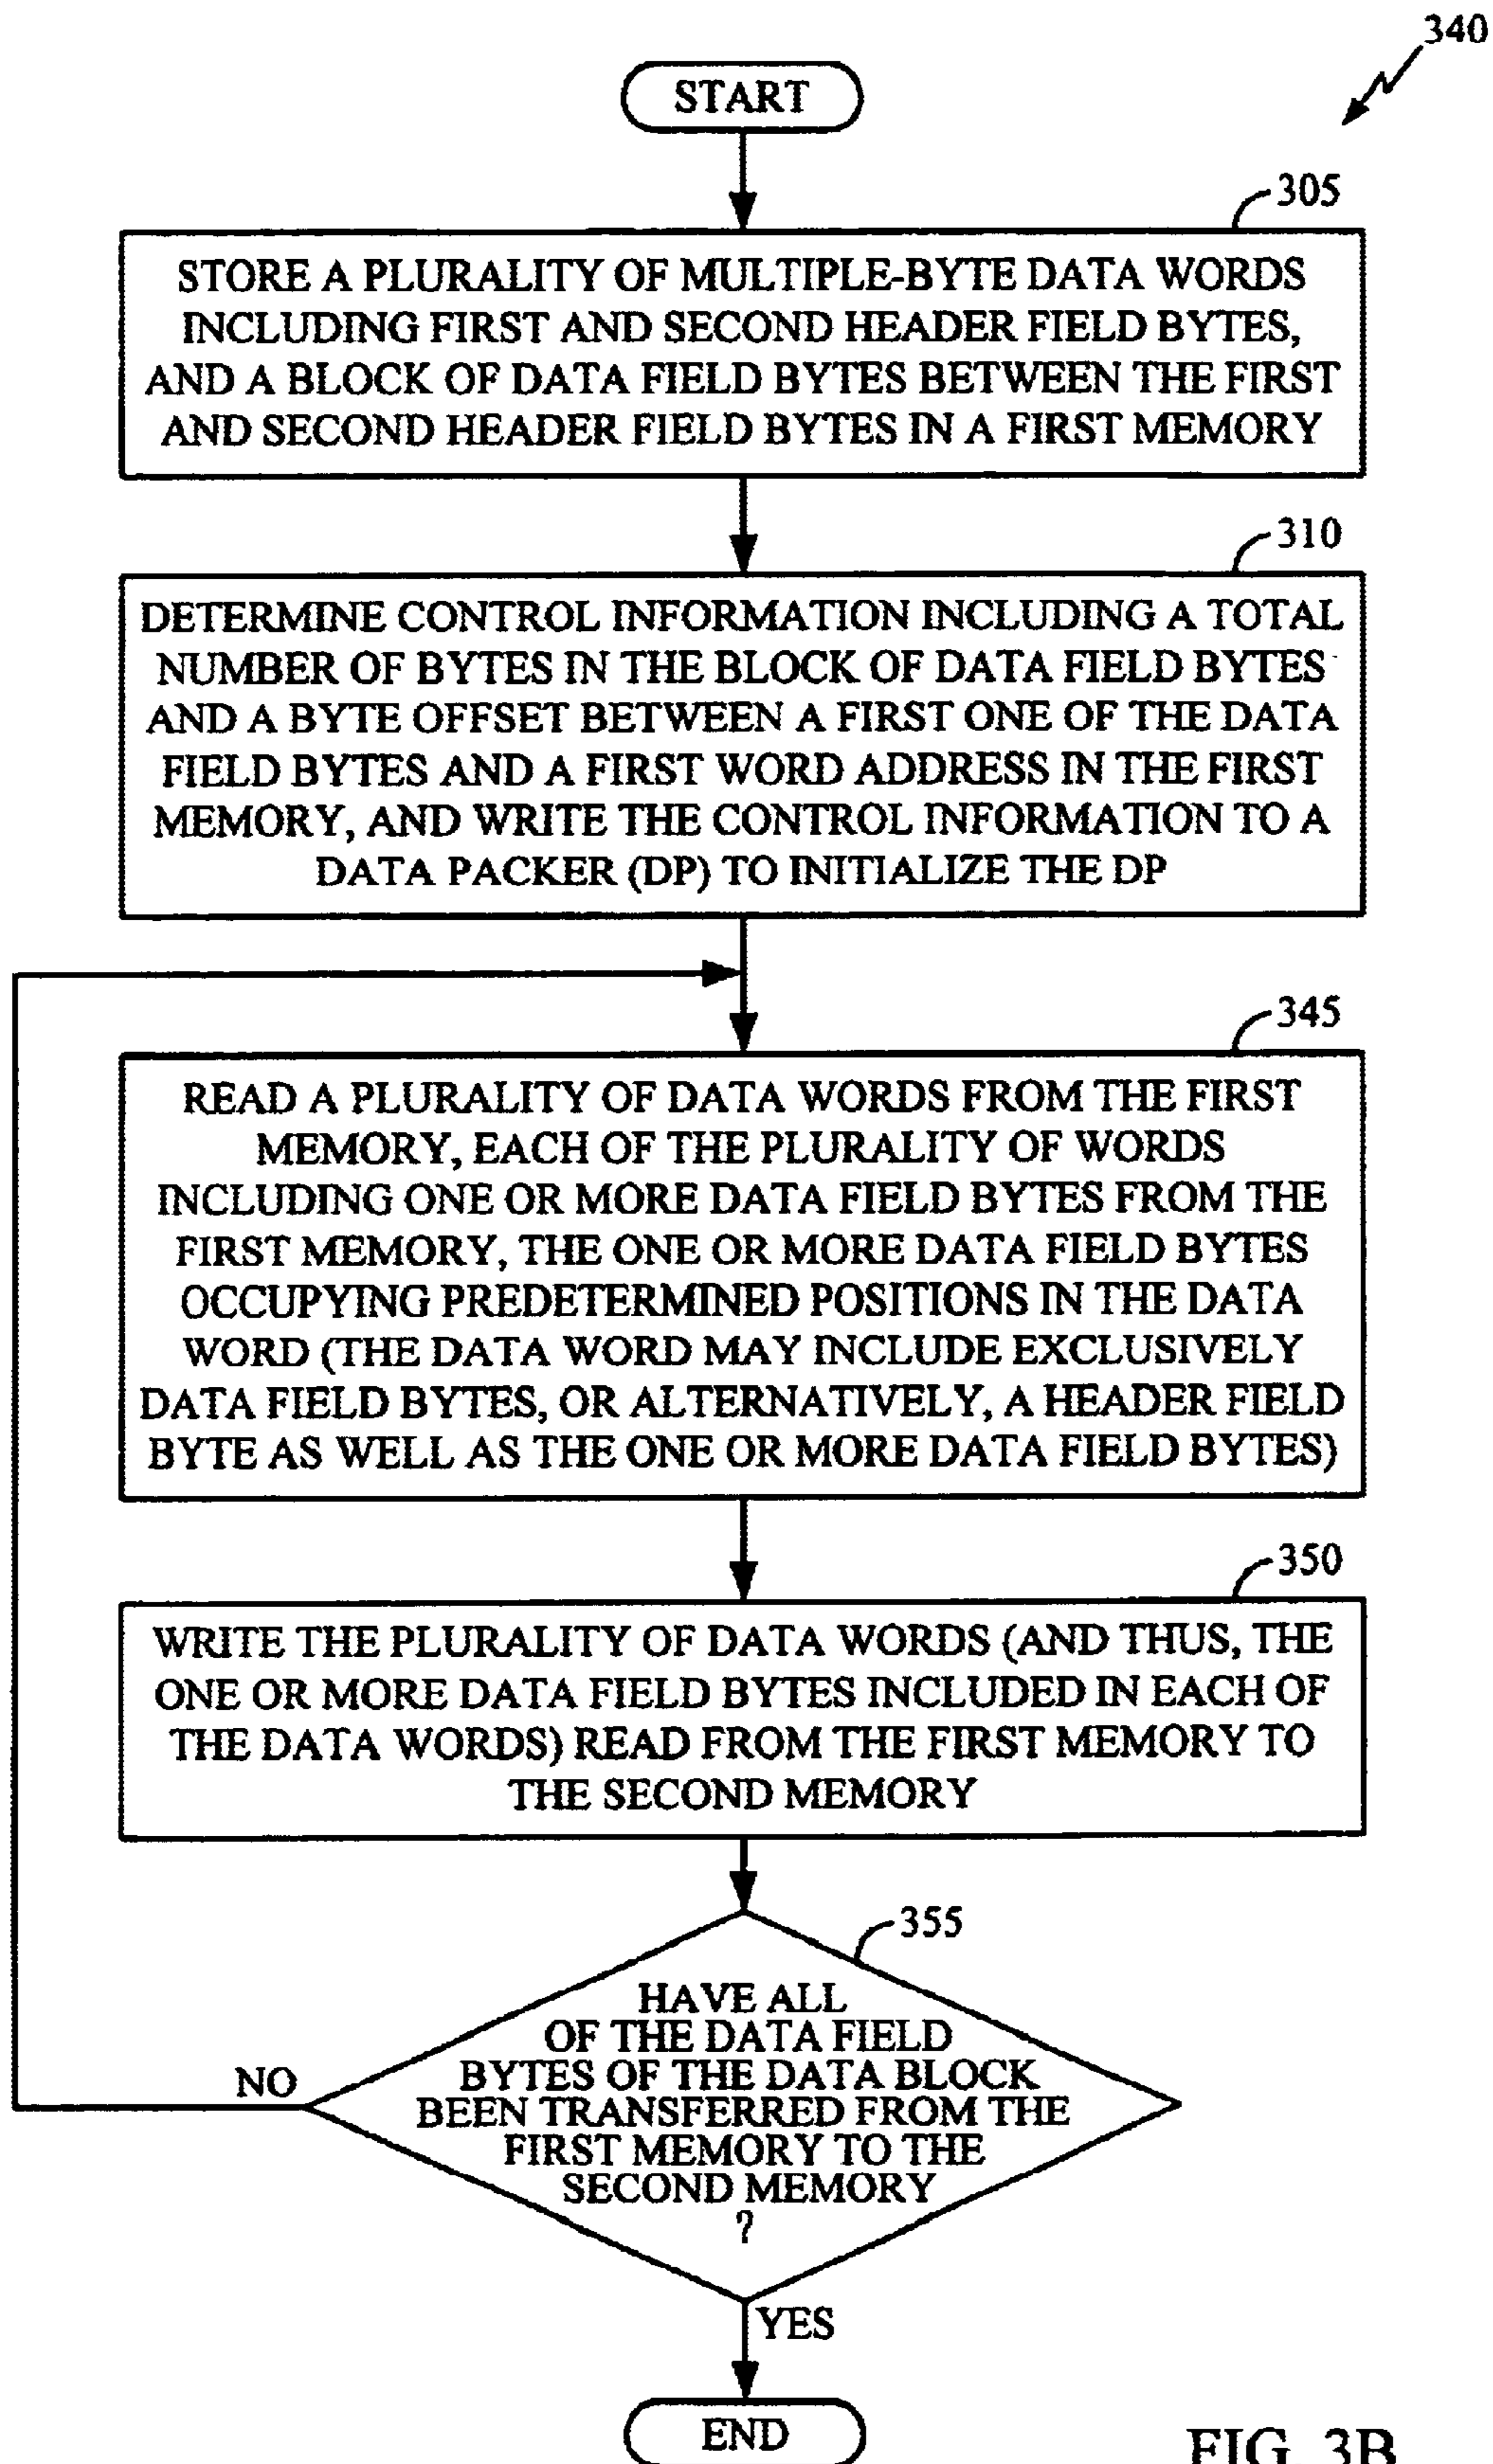 340
START
305
STORE A PLURALITY OF MULTIPLE-BYTE DATA WORDS
INCLUDING FIRST AND SECOND HEADER FIELD BYTES,
AND A BLOCK OF DATA FIELD BYTES BETWEEN THE FIRST
AND SECOND HEADER FIELD BYTES IN A FIRST MEMORY
310
DETERMINE CONTROL INFORMATION INCLUDING A TOTAL
NUMBER OF BYTES IN THE BLOCK OF DATA FIELD BYTES
AND A BYTE OFFSET BETWEEN A FIRST ONE OF THE DATA
FIELD BYTES AND A FIRST WORD ADDRESS IN THE FIRST
MEMORY, AND WRITE THE CONTROL INFORMATION TO A
DATA PACKER (DP) TO INITIALIZE THE DP
345
READ A PLURALITY OF DATA WORDS FROM THE FIRST
MEMORY, EACH OF THE PLURALITY OF WORDS
INCLUDING ONE OR MORE DATA FIELD BYTES FROM THE
FIRST MEMORY, THE ONE OR MORE DATA FIELD BYTES
OCCUPYING PREDETERMINED POSITIONS IN THE DATA
WORD (THE DATA WORD MAY INCLUDE EXCLUSIVELY
DATA FIELD BYTES, OR ALTERNATIVELY, A HEADER FIELD
BYTE AS WELL AS THE ONE OR MORE DATA FIELD BYTES)
350
WRITE THE PLURALITY OF DATA WORDS (AND THUS, THE
ONE OR MORE DATA FIELD BYTES INCLUDED IN EACH OF
THE DATA WORDS) READ FROM THE FIRST MEMORY TO
THE SECOND MEMORY
355
HAVE ALL
OF THE DATA FIELD
BYTES OF THE DATA BLOCK
BEEN TRANSFERRED FROM THE
FIRST MEMORY TO THE
SECOND MEMORY
?
NO
YES
END
FIG. 3B